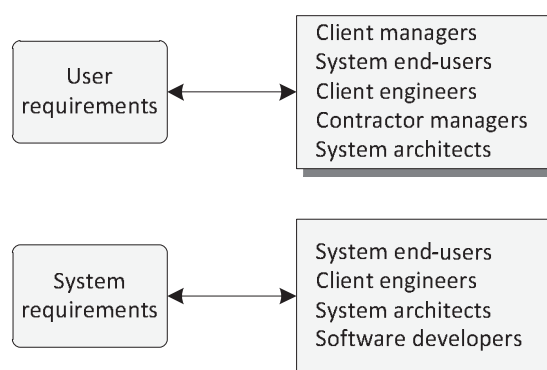 User
requirements
Client managers
System end-users
Client engineers
Contractor managers
System architects
System
requirements
System end-users
Client engineers
System architects
Software developers